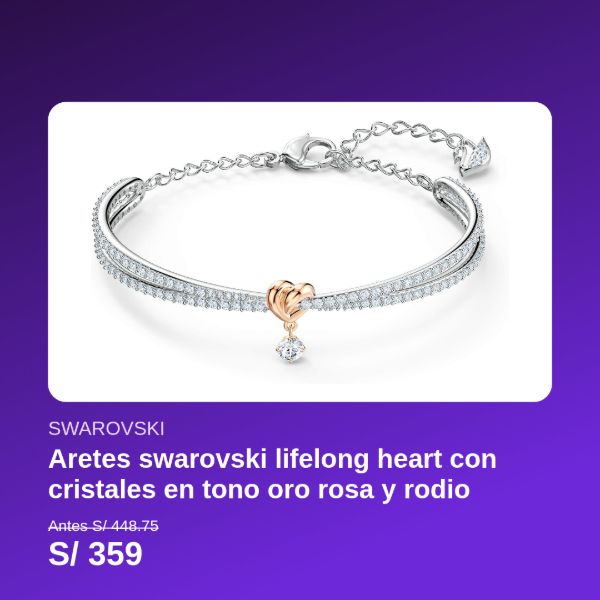 SWAROVSKI
Aretes swarovski lifelong heart con
cristales en tono oro rosa y rodio
Antes S/ 448.75
S/ 359